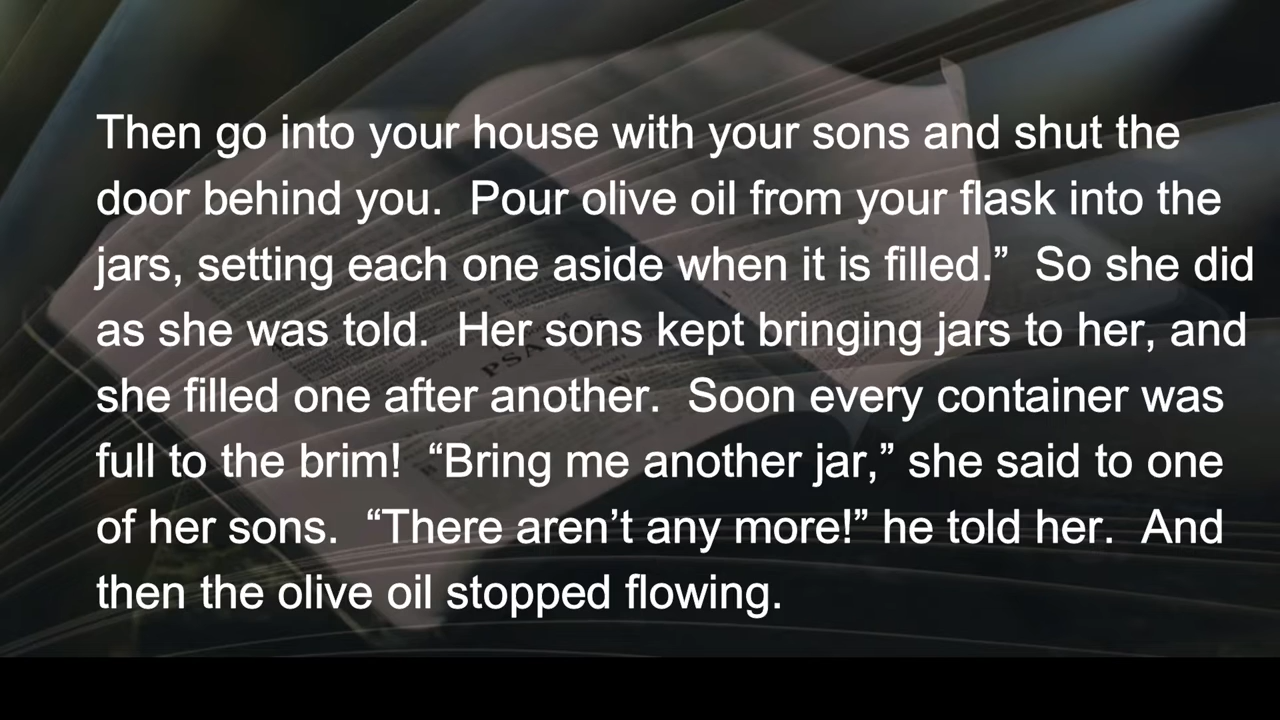 Then go into your house with your sons and shut the
door behind you.  Pour olive oil from your flask into the
jars, setting each one aside when it is filled.”  So she did
as she was told.  Her sons kept bringing jars to her, and
she filled one after another.  Soon every container was
full to the brim!  “Bring me another jar,” she said to one
of her sons.  “There aren’t any more!” he told her.  And
then the olive oil stopped flowing.